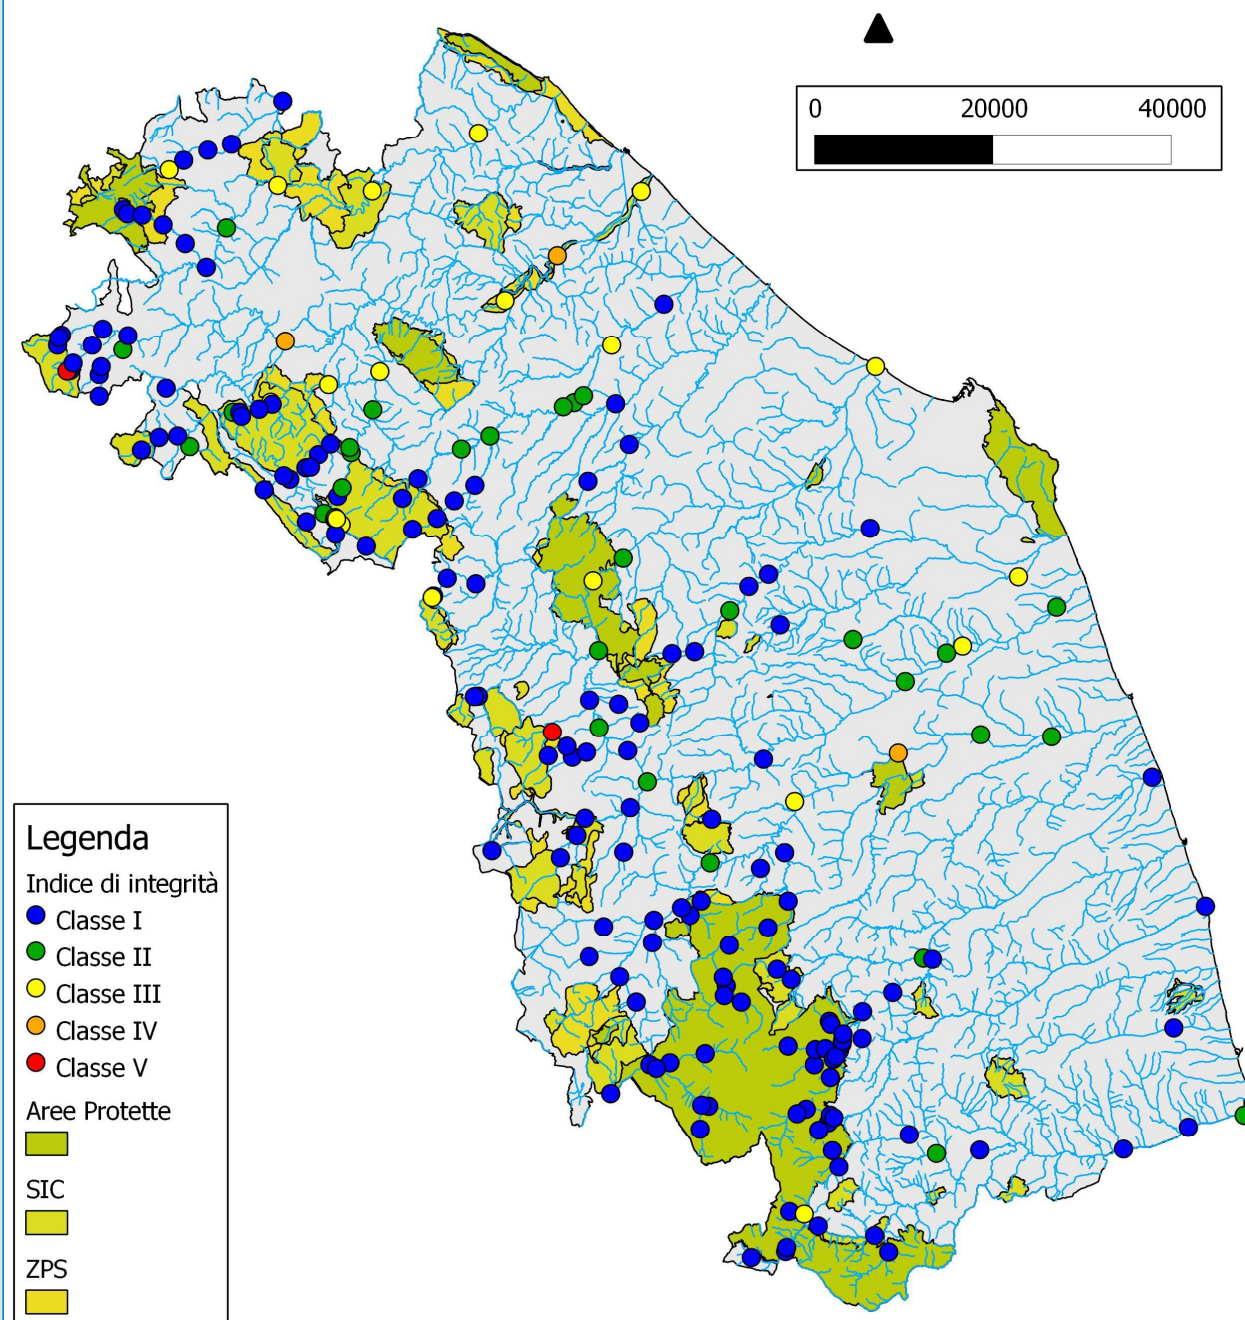 0 20000 40000
Legenda
Indice di integrità
Classe I
Classe II
Classe III
Classe IV
Classe V
Aree Protette
SIC
ZPS